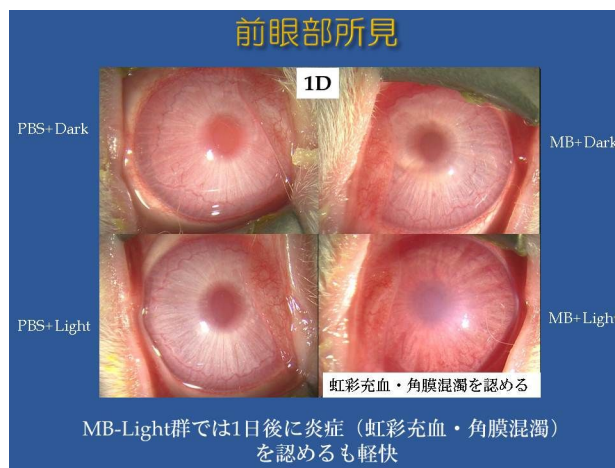 前眼部所見
1D
PBS+Dark
MB+Dark
PBS+Light
MB+Light
虹彩充血・角膜混濁を認める
MB-Light群では1日後に炎症（虹彩充血・角膜混濁）
を認めるも軽快